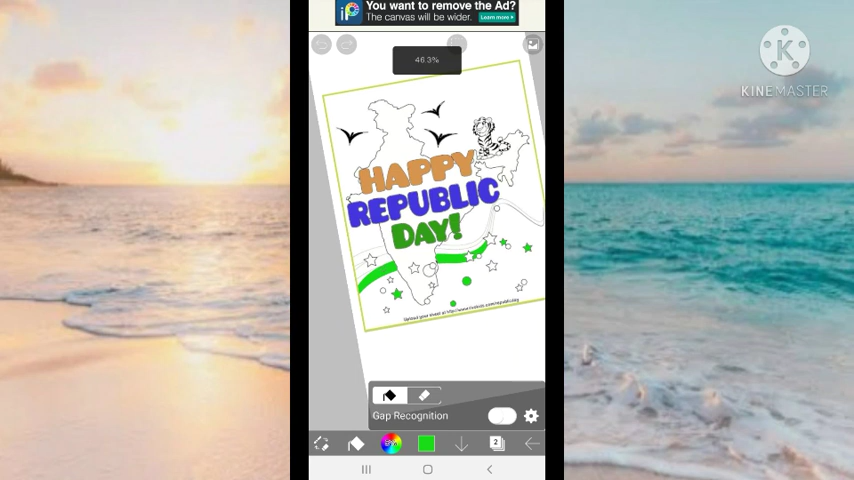 You want to remove the Ad?
The canvas will be wider.
Learn more >
46.3%
KINEMASTER
HAPPY
REPUBLIC
DAY!
Gap Recognition
2